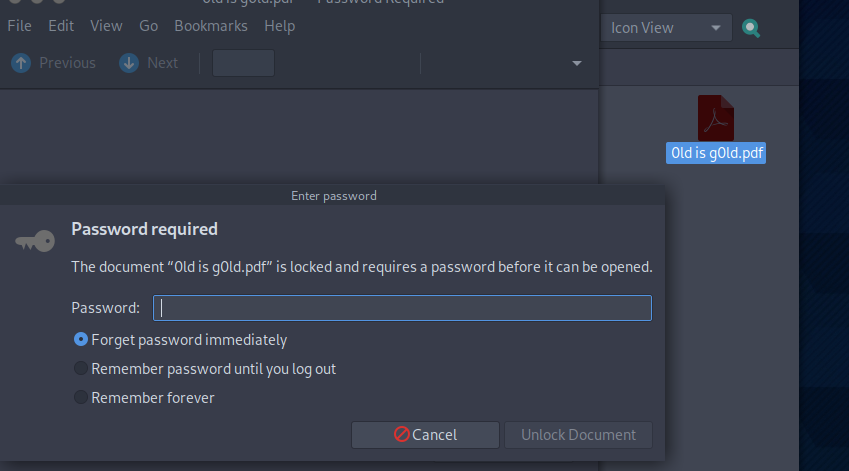 0ld is g0ld.pdf — Password Required
File Edit View Go Bookmarks Help
Icon View
Previous Next
0ld is g0ld.pdf
Enter password
Password required
The document “0ld is g0ld.pdf” is locked and requires a password before it can be opened.
Password:
Forget password immediately
Remember password until you log out
Remember forever
Cancel Unlock Document